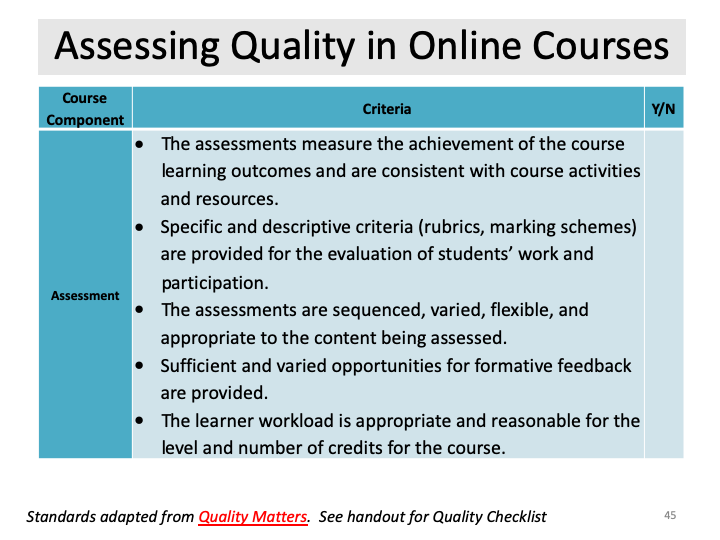 Assessing Quality in Online Courses
Course
Component
Criteria
Y/N
Assessment
• The assessments measure the achievement of the course
learning outcomes and are consistent with course activities
and resources.
• Specific and descriptive criteria (rubrics, marking schemes)
are provided for the evaluation of students’ work and
participation.
• The assessments are sequenced, varied, flexible, and
appropriate to the content being assessed.
• Sufficient and varied opportunities for formative feedback
are provided.
• The learner workload is appropriate and reasonable for the
level and number of credits for the course.
Standards adapted from Quality Matters. See handout for Quality Checklist
45